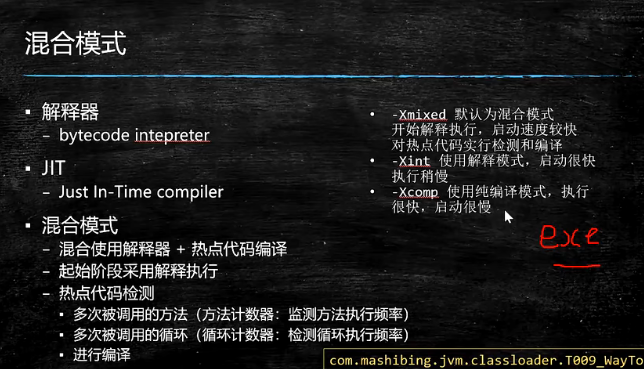 混合模式
▪ 解释器
– bytecode intepreter
▪ JIT
– Just In-Time compiler
▪ 混合模式
– 混合使用解释器 + 热点代码编译
– 起始阶段采用解释执行
– 热点代码检测
▪ 多次被调用的方法（方法计数器：监测方法执行频率）
▪ 多次被调用的循环（循环计数器：检测循环执行频率）
▪ 进行编译
• -Xmixed 默认为混合模式
开始解释执行，启动速度较快
对热点代码实行检测和编译
• -Xint 使用解释模式，启动很快
执行稍慢
• -Xcomp 使用纯编译模式，执行
很快，启动很慢
exe
com.mashibing.jvm.classloader.T009_WayTo